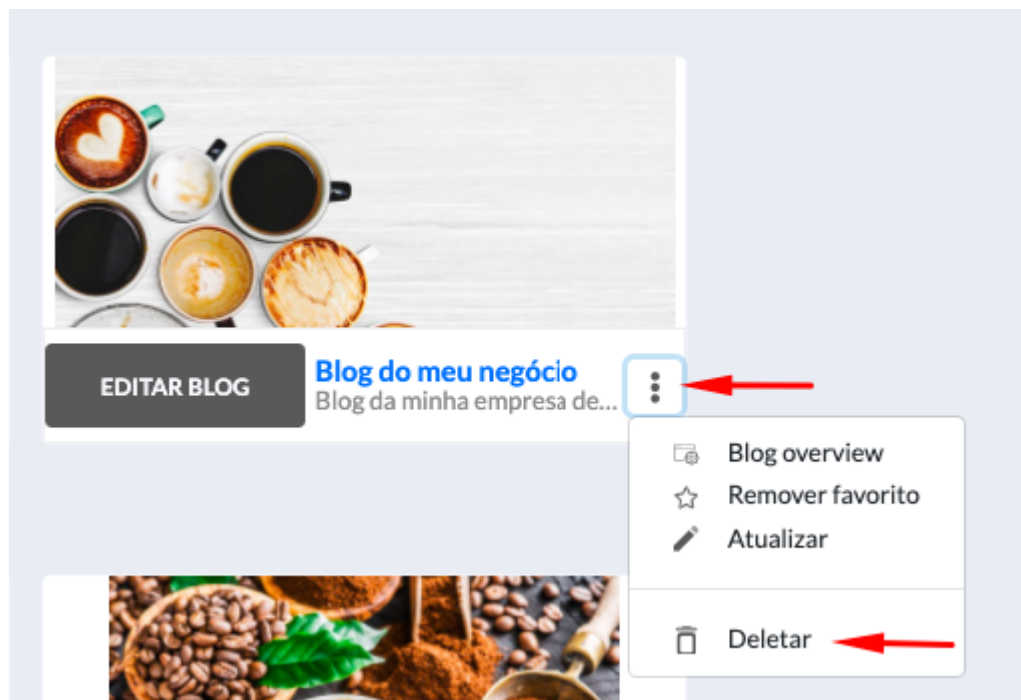 EDITAR BLOG
Blog do meu negócio
Blog da minha empresa de...
Blog overview
Remover favorito
Atualizar
Deletar